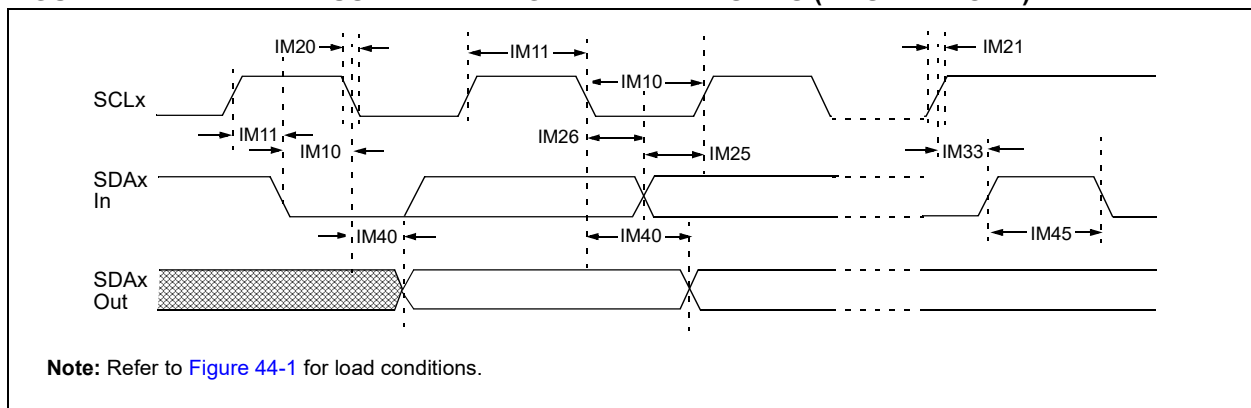 IM20
IM11
IM21
IM10
SCLx
IM11
IM26
IM10
IM25
IM33
SDAx
In
IM40
IM40
IM45
SDAx
Out
Note: Refer to Figure 44-1 for load conditions.